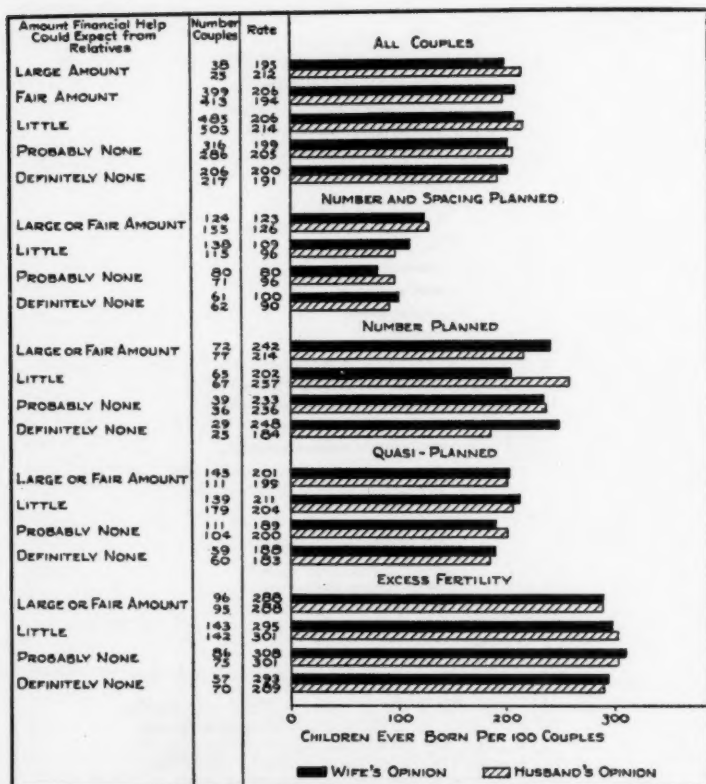 Amount Financial Help Could Expect from Relatives
Number Couples
Rate
ALL COUPLES
LARGE AMOUNT 38 195
25 212
FAIR AMOUNT 399 206
413 194
LITTLE 485 206
503 214
PROBABLY NONE 316 199
286 205
DEFINITELY NONE 206 200
217 191
NUMBER AND SPACING PLANNED
LARGE OR FAIR AMOUNT 124 123
155 126
LITTLE 138 109
115 96
PROBABLY NONE 80 80
71 96
DEFINITELY NONE 61 100
62 90
NUMBER PLANNED
LARGE OR FAIR AMOUNT 72 242
77 214
LITTLE 65 202
67 257
PROBABLY NONE 39 233
36 236
DEFINITELY NONE 29 248
25 184
QUASI-PLANNED
LARGE OR FAIR AMOUNT 145 201
111 199
LITTLE 139 211
179 204
PROBABLY NONE 111 189
104 200
DEFINITELY NONE 59 188
60 183
EXCESS FERTILITY
LARGE OR FAIR AMOUNT 96 288
95 288
LITTLE 143 295
142 301
PROBABLY NONE 86 308
75 301
DEFINITELY NONE 57 293
70 289
0 100 200 300
CHILDREN EVER BORN PER 100 COUPLES
WIFE'S OPINION HUSBAND'S OPINION